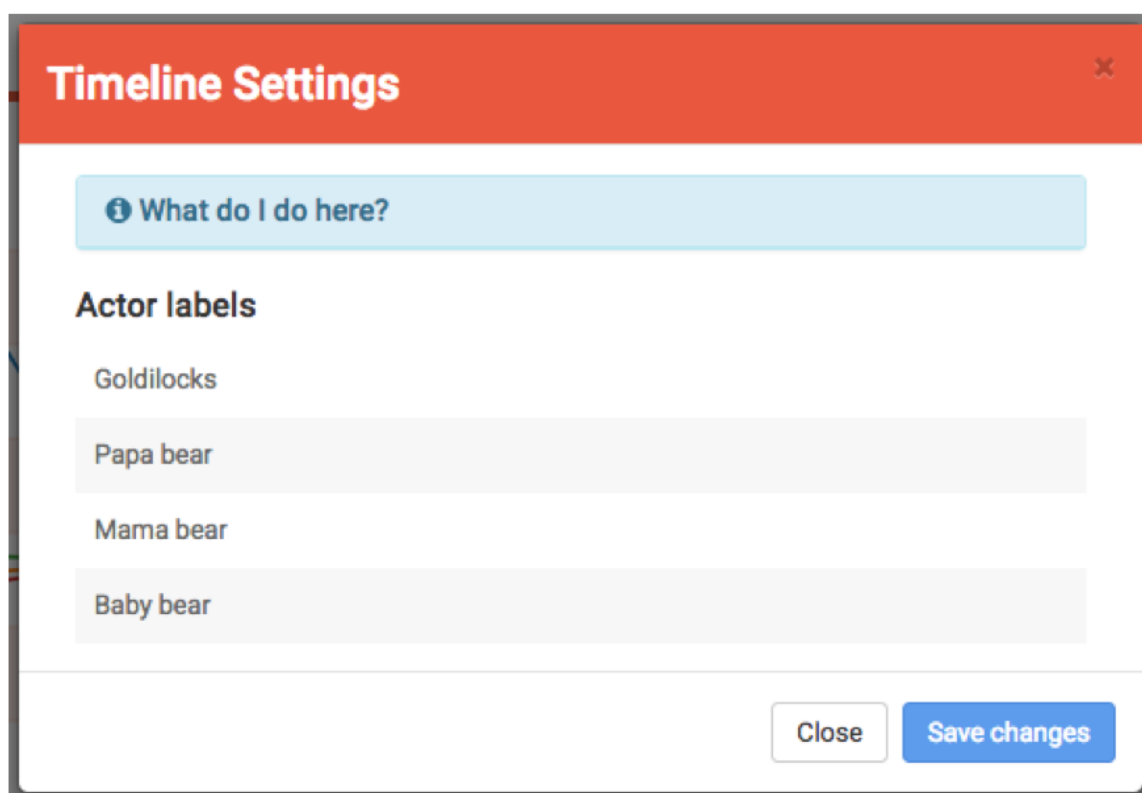 Timeline Settings
What do I do here?
Actor labels
Goldilocks
Papa bear
Mama bear
Baby bear
Close
Save changes